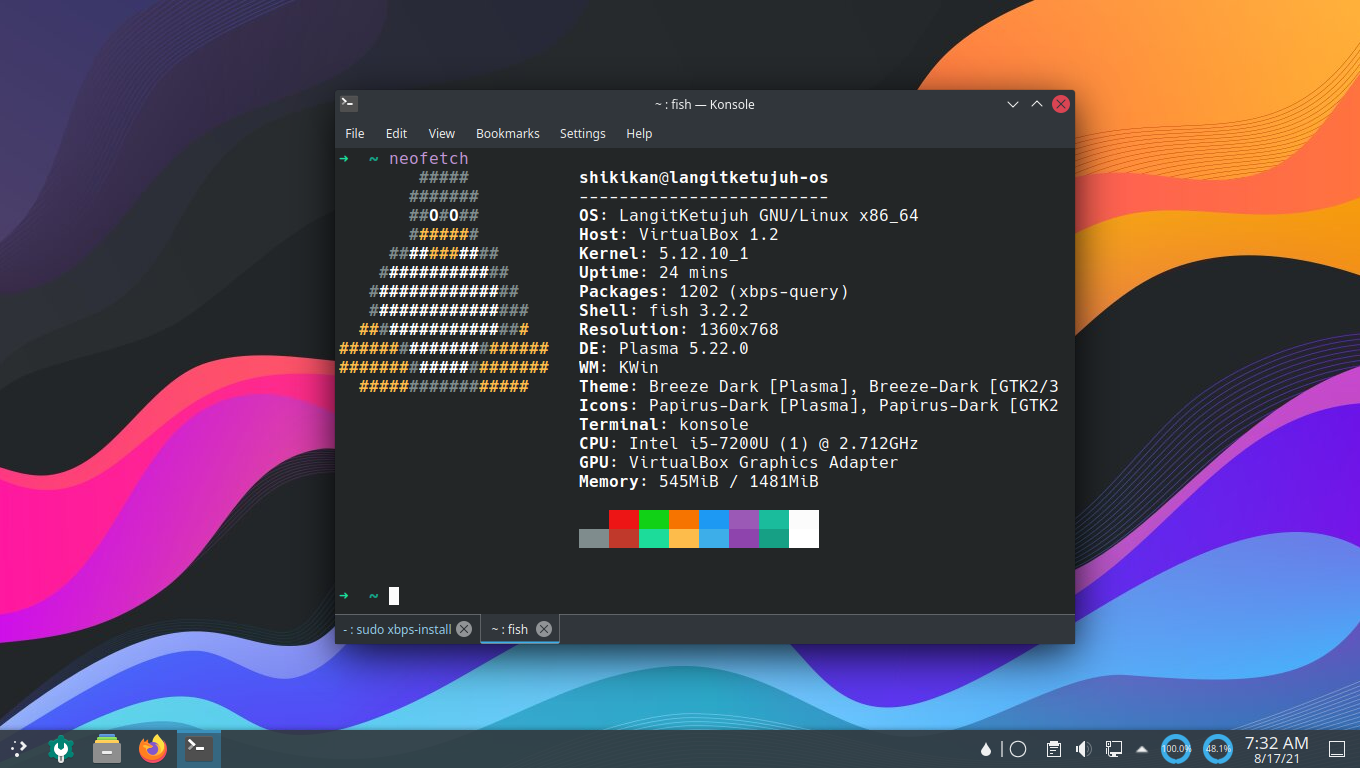 ~ : fish — Konsole
File Edit View Bookmarks Settings Help
➜ ~ neofetch
#####
#######
##O#O##
#######
###########
#############
###############
################
#################
#####################
#####################
#################
shikikan@langitketujuh-os
-------------------------
OS: LangitKetujuh GNU/Linux x86_64
Host: VirtualBox 1.2
Kernel: 5.12.10_1
Uptime: 24 mins
Packages: 1202 (xbps-query)
Shell: fish 3.2.2
Resolution: 1360x768
DE: Plasma 5.22.0
WM: KWin
Theme: Breeze Dark [Plasma], Breeze-Dark [GTK2/3
Icons: Papirus-Dark [Plasma], Papirus-Dark [GTK2
Terminal: konsole
CPU: Intel i5-7200U (1) @ 2.712GHz
GPU: VirtualBox Graphics Adapter
Memory: 545MiB / 1481MiB
➜ ~
- : sudo xbps-install ~ : fish
100.0% 48.1% 7:32 AM
8/17/21